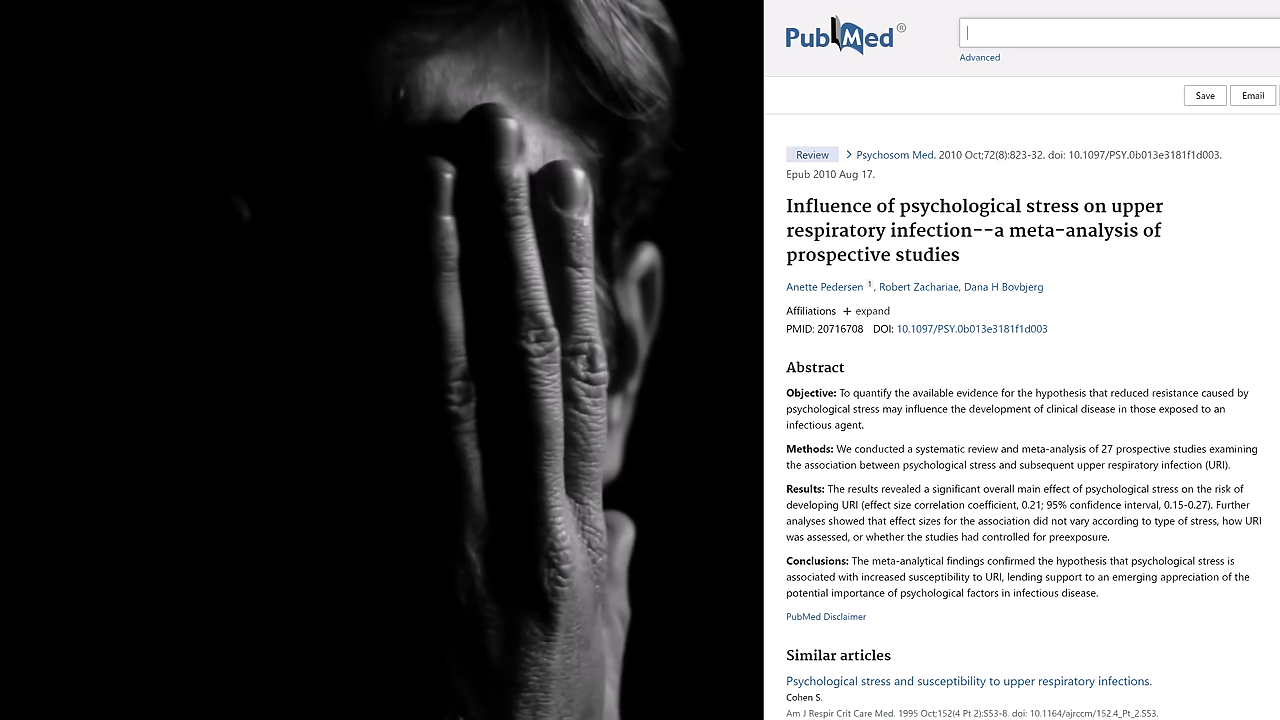 PubMed®
Advanced
Save Email
Review > Psychosom Med. 2010 Oct;72(8):823-32. doi: 10.1097/PSY.0b013e3181f1d003.
Epub 2010 Aug 17.
Influence of psychological stress on upper
respiratory infection--a meta-analysis of
prospective studies
Anette Pedersen 1, Robert Zachariae, Dana H Bovbjerg
Affiliations + expand
PMID: 20716708 DOI: 10.1097/PSY.0b013e3181f1d003
Abstract
Objective: To quantify the available evidence for the hypothesis that reduced resistance caused by
psychological stress may influence the development of clinical disease in those exposed to an
infectious agent.
Methods: We conducted a systematic review and meta-analysis of 27 prospective studies examining
the association between psychological stress and subsequent upper respiratory infection (URI).
Results: The results revealed a significant overall main effect of psychological stress on the risk of
developing URI (effect size correlation coefficient, 0.21; 95% confidence interval, 0.15-0.27). Further
analyses showed that effect sizes for the association did not vary according to type of stress, how URI
was assessed, or whether the studies had controlled for preexposure.
Conclusions: The meta-analytical findings confirmed the hypothesis that psychological stress is
associated with increased susceptibility to URI, lending support to an emerging appreciation of the
potential importance of psychological factors in infectious disease.
PubMed Disclaimer
Similar articles
Psychological stress and susceptibility to upper respiratory infections.
Cohen S.
Am J Respir Crit Care Med. 1995 Oct;152(4 Pt 2):S53-8. doi: 10.1164/ajrccm/152.4_Pt_2.S53.